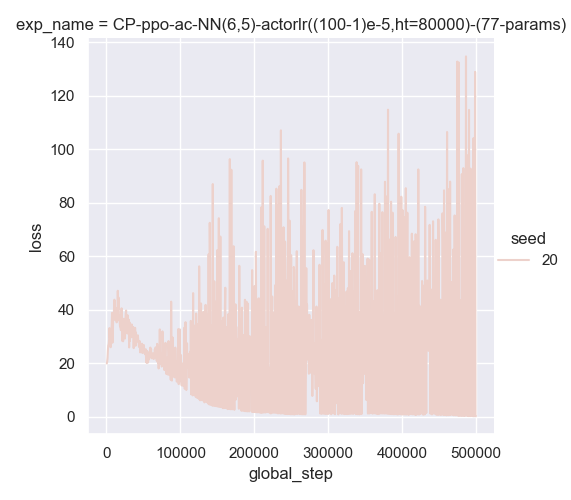 exp_name = CP-ppo-ac-NN(6,5)-actorlr((100-1)e-5,ht=80000)-(77-params)
140
120
100
80
60
40
20
0
loss
0 100000 200000 300000 400000 500000
global_step
seed
20